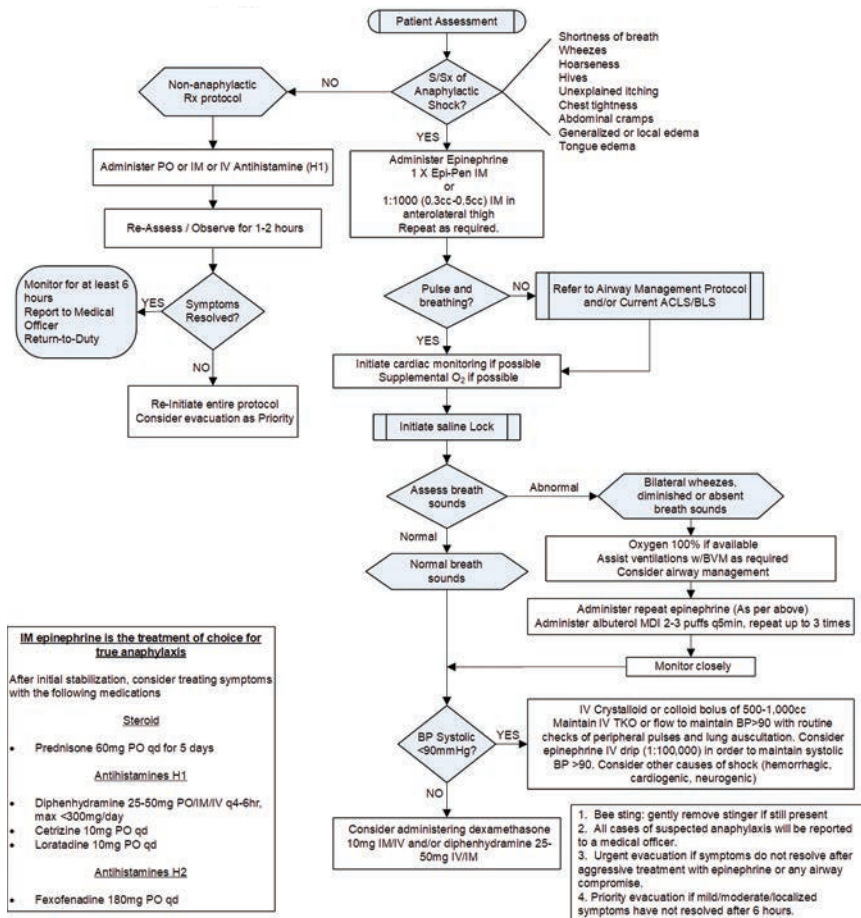 Patient Assessment
Shortness of breath
Wheezes
Hoarseness
Hives
Unexplained itching
Chest tightness
Abdominal cramps
Generalized or local edema
Tongue edema
S/Sx of
Anaphylactic
Shock?
NO
Non-anaphylactic
Rx protocol
YES
Administer PO or IM or IV Antihistamine (H1)
Administer Epinephrine
1 X Epi-Pen IM
or
1:1000 (0.3cc-0.5cc) IM in
anterolateral thigh
Repeat as required.
Re-Assess / Observe for 1-2 hours
Monitor for at least 6
hours
Report to Medical
Officer
Return-to-Duty
YES
Symptoms
Resolved?
NO
Re-Initiate entire protocol
Consider evacuation as Priority
Pulse and
breathing?
NO
Refer to Airway Management Protocol
and/or Current ACLS/BLS
YES
Initiate cardiac monitoring if possible
Supplemental O₂ if possible
Initiate saline Lock
Assess breath
sounds
Abnormal
Bilateral wheezes,
diminished or absent
breath sounds
Normal
Normal breath
sounds
Oxygen 100% if available
Assist ventilations w/BVM as required
Consider airway management
Administer repeat epinephrine (As per above)
Administer albuterol MDI 2-3 puffs q5min, repeat up to 3 times
Monitor closely
BP Systolic
<90mmHg?
YES
IV Crystalloid or colloid bolus of 500-1,000cc
Maintain IV TKO or flow to maintain BP>90 with routine
checks of peripheral pulses and lung auscultation. Consider
epinephrine IV drip (1:100,000) in order to maintain systolic
BP >90. Consider other causes of shock (hemorrhagic,
cardiogenic, neurogenic)
NO
Consider administering dexamethasone
10mg IM/IV and/or diphenhydramine 25-
50mg IV/IM
IM epinephrine is the treatment of choice for
true anaphylaxis
After initial stabilization, consider treating symptoms
with the following medications
Steroid
• Prednisone 60mg PO qd for 5 days
Antihistamines H1
• Diphenhydramine 25-50mg PO/IM/IV q4-6hr,
max <300mg/day
• Cetrizine 10mg PO qd
• Loratadine 10mg PO qd
Antihistamines H2
• Fexofenadine 180mg PO qd
1. Bee sting: gently remove stinger if still present
2. All cases of suspected anaphylaxis will be reported
to a medical officer.
3. Urgent evacuation if symptoms do not resolve after
aggressive treatment with epinephrine or any airway
compromise.
4. Priority evacuation if mild/moderate/localized
symptoms have not resolved after 6 hours.